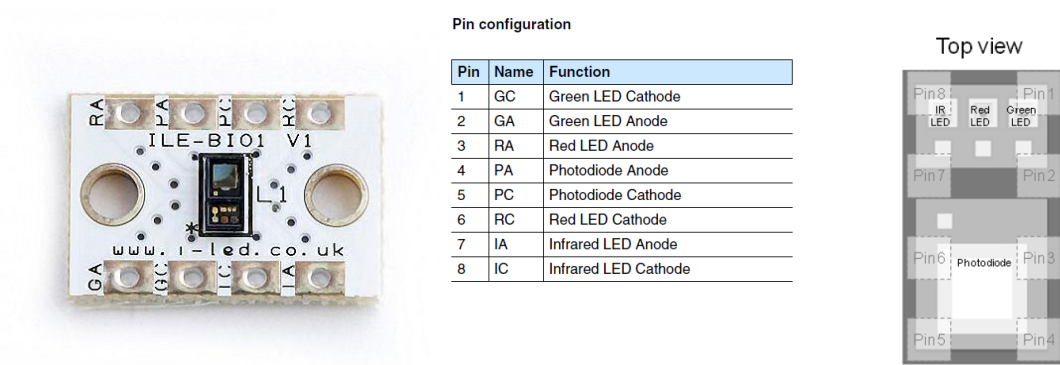 RA PA PC RC
ILE-BIO1 V1
L1
*
www.i-led.co.uk
GA GC IC IA
Pin configuration
Pin Name Function
1 GC Green LED Cathode
2 GA Green LED Anode
3 RA Red LED Anode
4 PA Photodiode Anode
5 PC Photodiode Cathode
6 RC Red LED Cathode
7 IA Infrared LED Anode
8 IC Infrared LED Cathode
Top view
Pin8 Pin1
IR Red Green
LED LED LED
Pin7 Pin2
Pin6 Photodiode Pin3
Pin5 Pin4